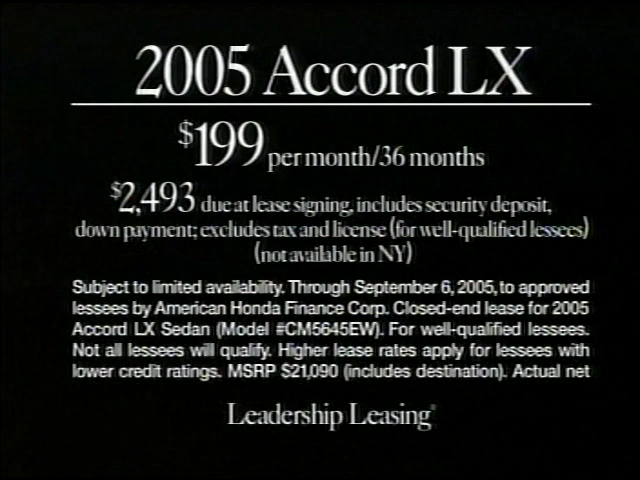 2005 Accord LX
$199 per month/36 months
$2,493 due at lease signing, includes security deposit,
down payment; excludes tax and license (for well-qualified lessees)
(not available in NY)
Subject to limited availability. Through September 6, 2005, to approved
lessees by American Honda Finance Corp. Closed-end lease for 2005
Accord LX Sedan (Model #CM5645EW). For well-qualified lessees.
Not all lessees will qualify. Higher lease rates apply for lessees with
lower credit ratings. MSRP $21,090 (includes destination). Actual net
Leadership Leasing®